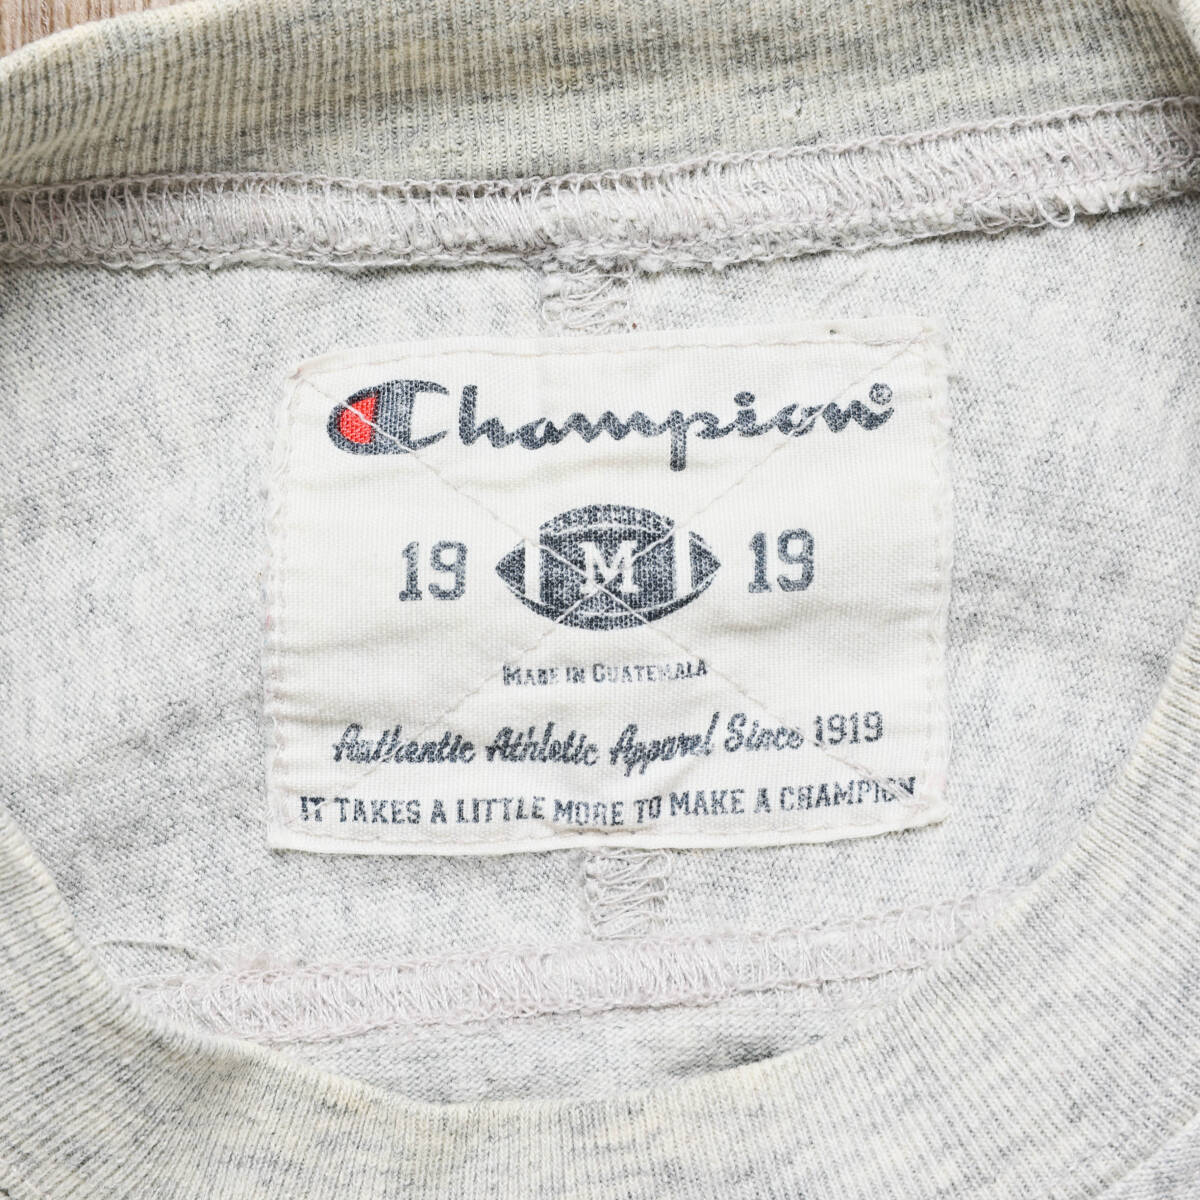 Champion®
19 M 19
MADE IN GUATEMALA
Authentic Athletic Apparel Since 1919
IT TAKES A LITTLE MORE TO MAKE A CHAMPION